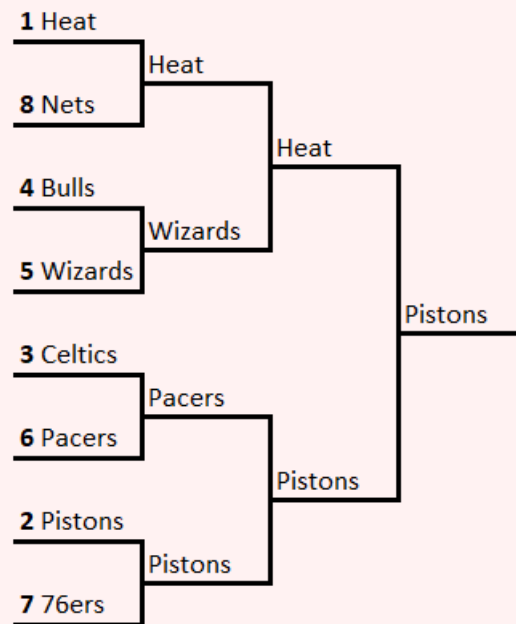 1 Heat
Heat
8 Nets
Heat
4 Bulls
Wizards
5 Wizards
Pistons
3 Celtics
Pacers
6 Pacers
Pistons
2 Pistons
Pistons
7 76ers